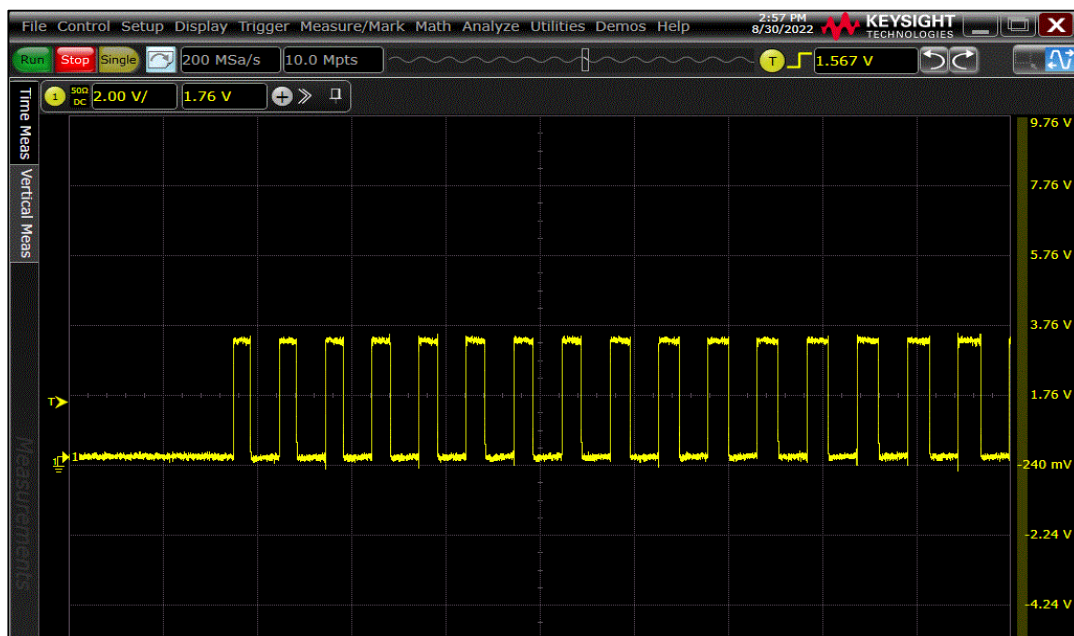 File Control Setup Display Trigger Measure/Mark Math Analyze Utilities Demos Help
2:57 PM
8/30/2022
KEYSIGHT
TECHNOLOGIES
X
Run Stop Single 200 MSa/s 10.0 Mpts T 1.567 V
1 50Ω DC 2.00 V/ 1.76 V
Time Meas
Vertical Meas
Measurements
9.76 V
7.76 V
5.76 V
3.76 V
T 1.76 V
1 1
-240 mV
-2.24 V
-4.24 V